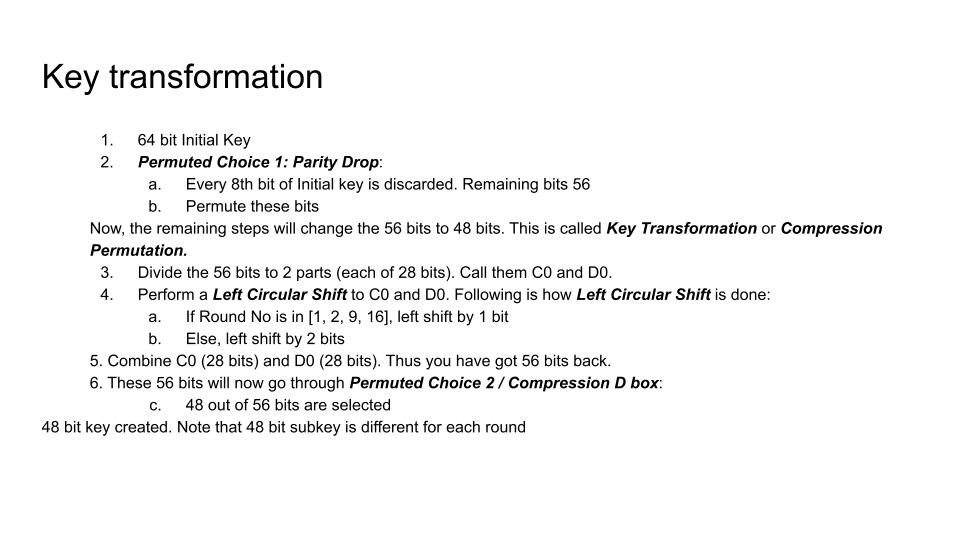 Key transformation
1. 64 bit Initial Key
2. Permuted Choice 1: Parity Drop:
a. Every 8th bit of Initial key is discarded. Remaining bits 56
b. Permute these bits
Now, the remaining steps will change the 56 bits to 48 bits. This is called Key Transformation or Compression
Permutation.
3. Divide the 56 bits to 2 parts (each of 28 bits). Call them C0 and D0.
4. Perform a Left Circular Shift to C0 and D0. Following is how Left Circular Shift is done:
a. If Round No is in [1, 2, 9, 16], left shift by 1 bit
b. Else, left shift by 2 bits
5. Combine C0 (28 bits) and D0 (28 bits). Thus you have got 56 bits back.
6. These 56 bits will now go through Permuted Choice 2 / Compression D box:
c. 48 out of 56 bits are selected
48 bit key created. Note that 48 bit subkey is different for each round